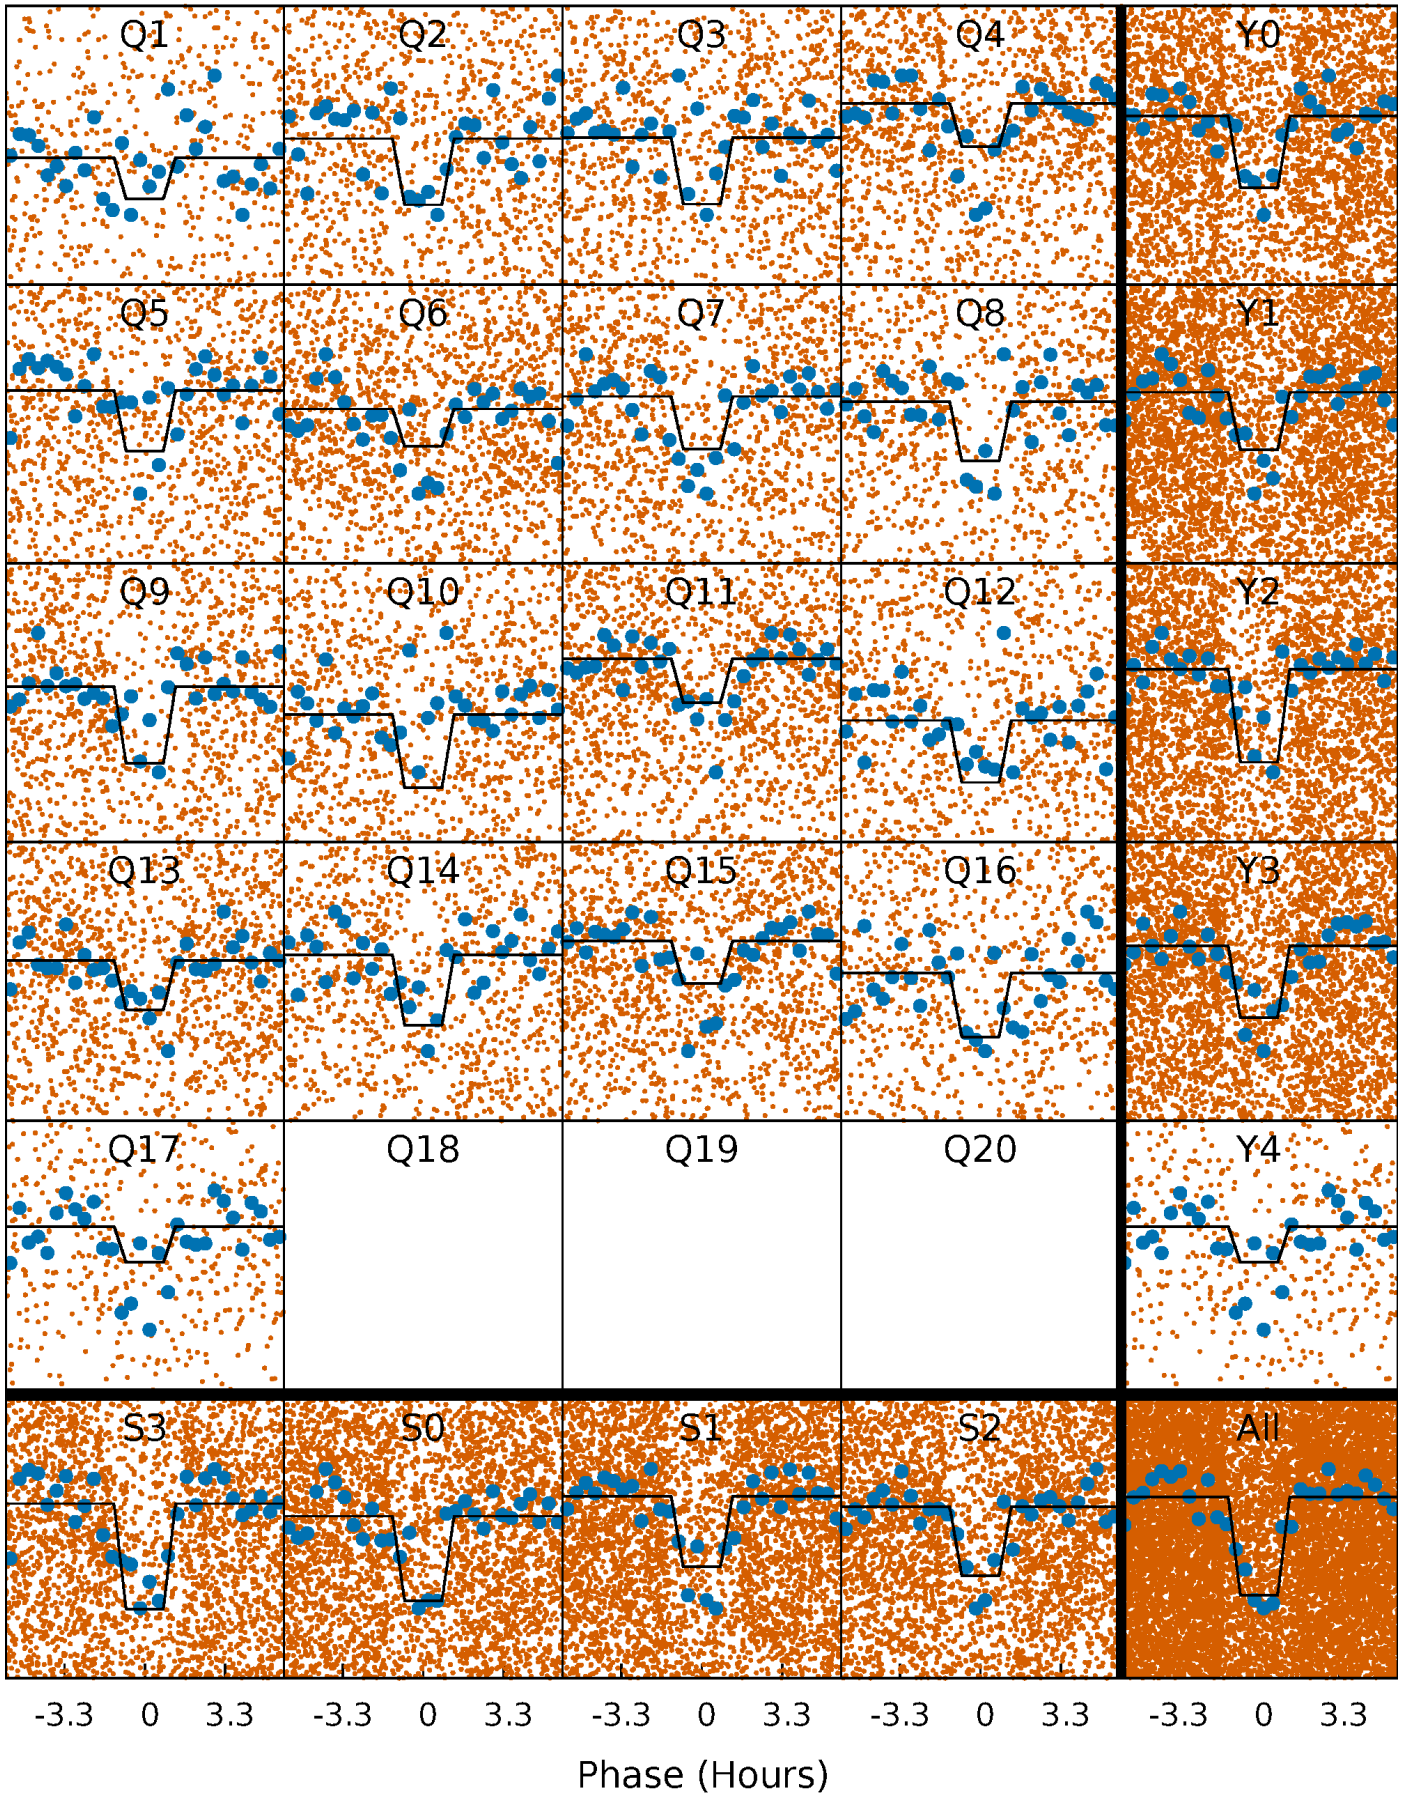 Q1 Q2 Q3 Q4 Y0
Q5 Q6 Q7 Q8 Y1
Q9 Q10 Q11 Q12 Y2
Q13 Q14 Q15 Q16 Y3
Q17 Q18 Q19 Q20 Y4
S3 S0 S1 S2 All
-3.3 0 3.3 -3.3 0 3.3 -3.3 0 3.3 -3.3 0 3.3 -3.3 0 3.3
Phase (Hours)